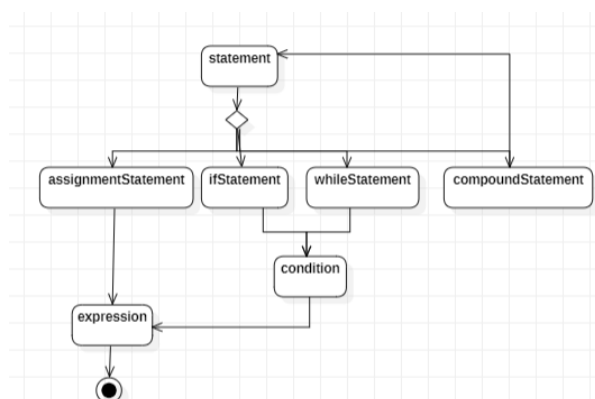 statement
assignmentStatement
ifStatement
whileStatement
compoundStatement
condition
expression